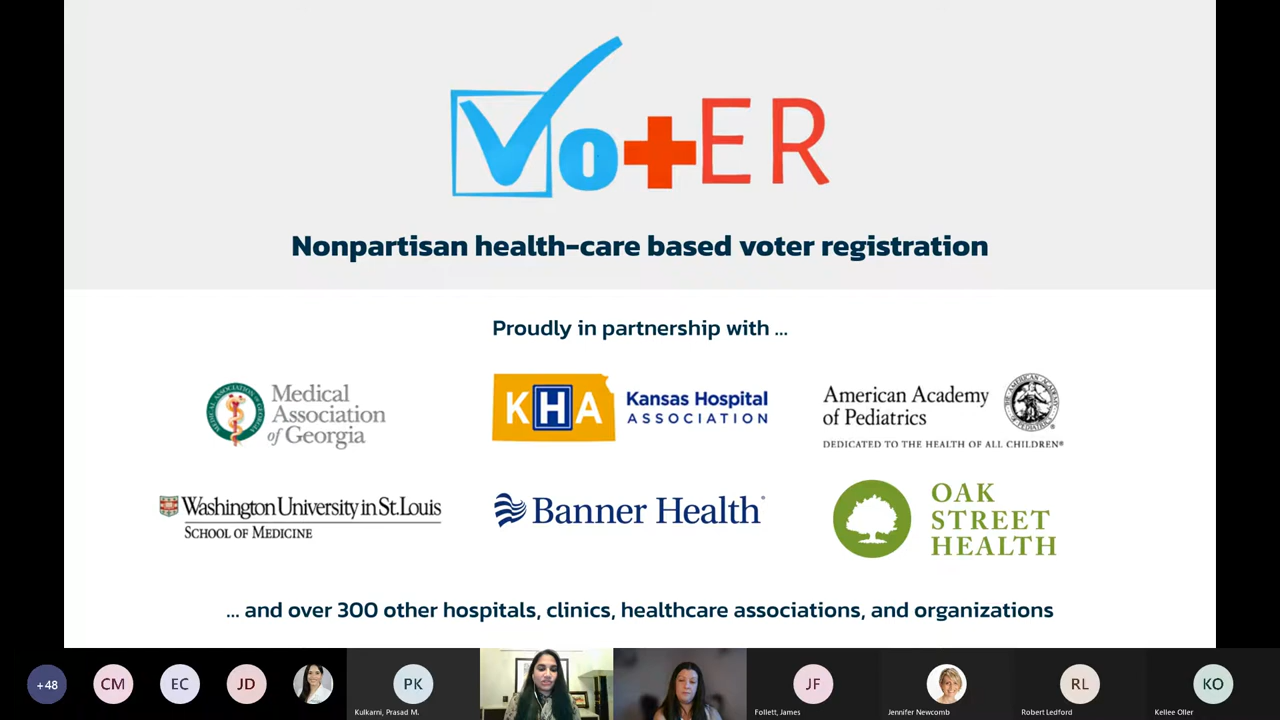 VotER
Nonpartisan health-care based voter registration
Proudly in partnership with ...
Medical
Association
of Georgia
KHA
Kansas Hospital
ASSOCIATION
American Academy
of Pediatrics
DEDICATED TO THE HEALTH OF ALL CHILDREN®
Washington University in St. Louis
SCHOOL OF MEDICINE
Banner Health®
OAK
STREET
HEALTH
... and over 300 other hospitals, clinics, healthcare associations, and organizations
+48
CM
EC
JD
PK
JF
RL
KO
Kulkarni, Prasad M.
Follett, James
Jennifer Newcomb
Robert Ledford
Kellee Oller